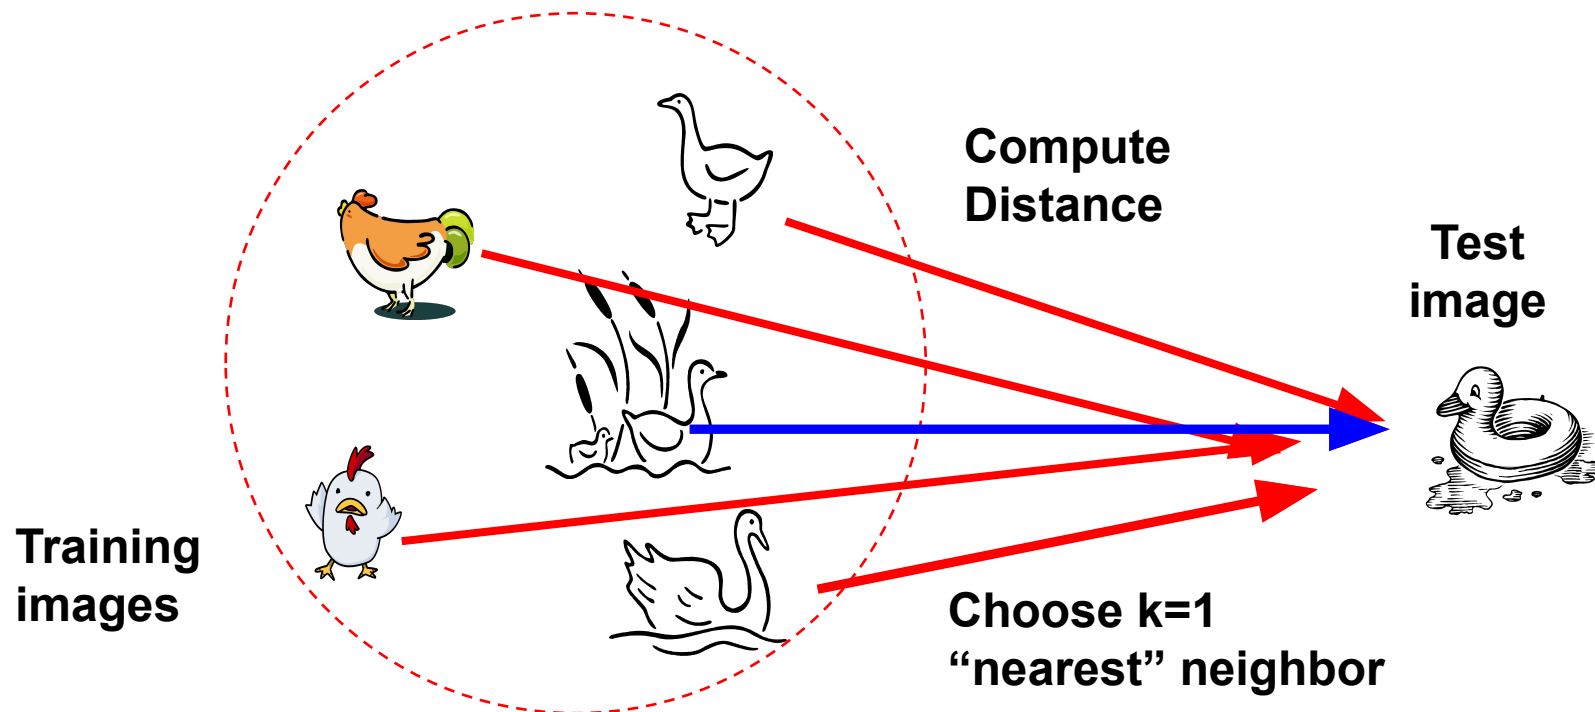 Compute
Distance
Test
image
Training
images
Choose k=1
“nearest” neighbor